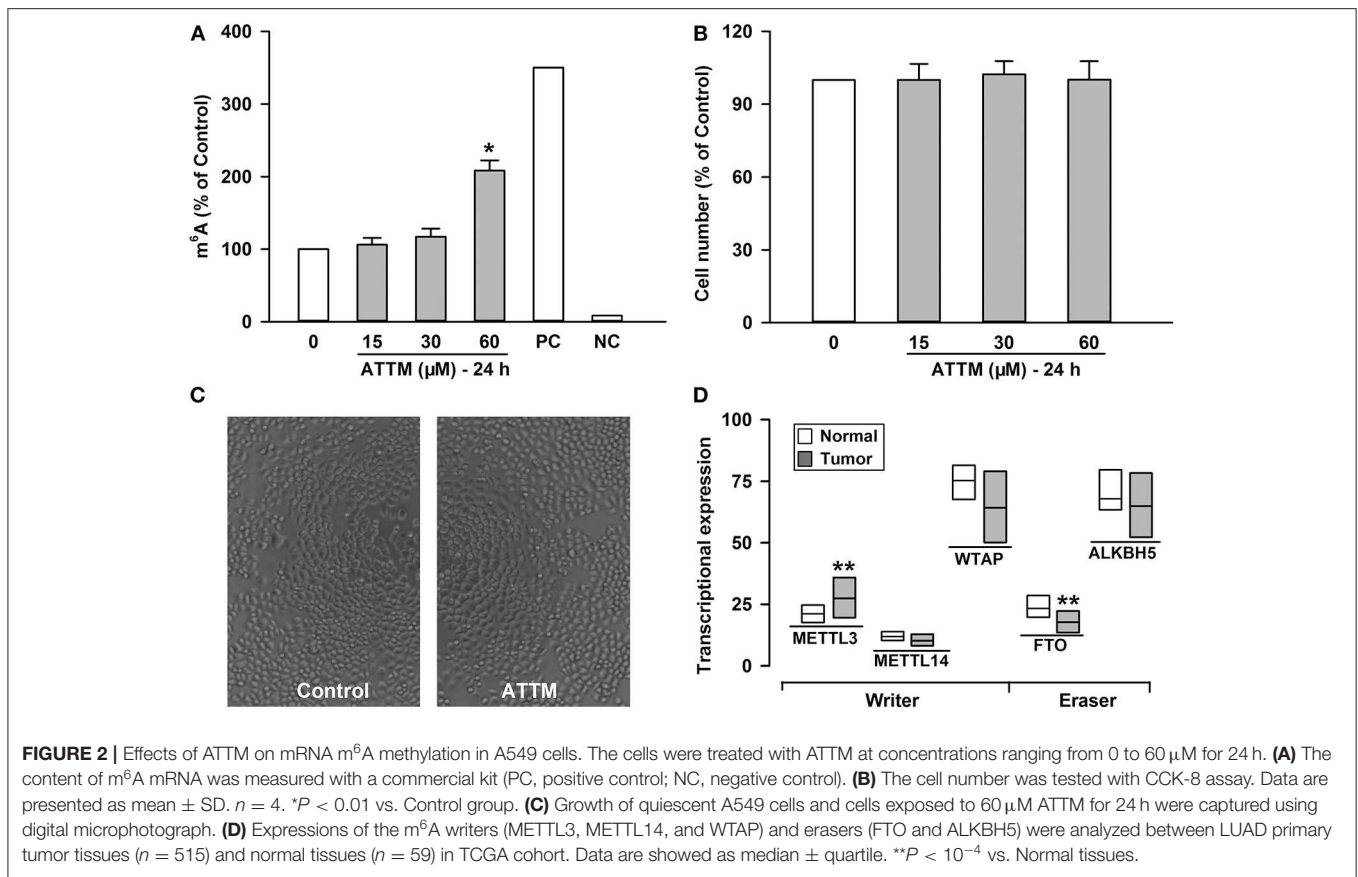 A
400
300
200
100
0
m⁶A (% of Control)
*
0 15 30 60 PC NC
ATTM (µM) - 24 h
B
120
90
60
30
0
Cell number (% of Control)
0 15 30 60
ATTM (µM) - 24 h
C
Control
ATTM
D
100
75
50
25
0
Transcriptional expression
Normal
Tumor
**
METTL3
METTL14
WTAP
**
FTO
ALKBH5
Writer Eraser
FIGURE 2 | Effects of ATTM on mRNA m⁶A methylation in A549 cells. The cells were treated with ATTM at concentrations ranging from 0 to 60 µM for 24 h. (A) The
content of m⁶A mRNA was measured with a commercial kit (PC, positive control; NC, negative control). (B) The cell number was tested with CCK-8 assay. Data are
presented as mean ± SD. n = 4. *P < 0.01 vs. Control group. (C) Growth of quiescent A549 cells and cells exposed to 60 µM ATTM for 24 h were captured using
digital microphotograph. (D) Expressions of the m⁶A writers (METTL3, METTL14, and WTAP) and erasers (FTO and ALKBH5) were analyzed between LUAD primary
tumor tissues (n = 515) and normal tissues (n = 59) in TCGA cohort. Data are showed as median ± quartile. **P < 10⁻⁴ vs. Normal tissues.